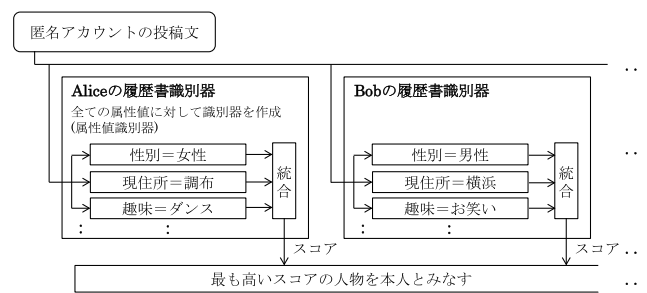 匿名アカウントの投稿文
Aliceの履歴書識別器
全ての属性値に対して識別器を作成
(属性値識別器)
性別＝女性
現住所＝調布
趣味＝ダンス
：
：
統合
スコア
Bobの履歴書識別器
性別＝男性
現住所＝横浜
趣味＝お笑い
：
：
統合
スコア
‥
‥
‥
‥
最も高いスコアの人物を本人とみなす